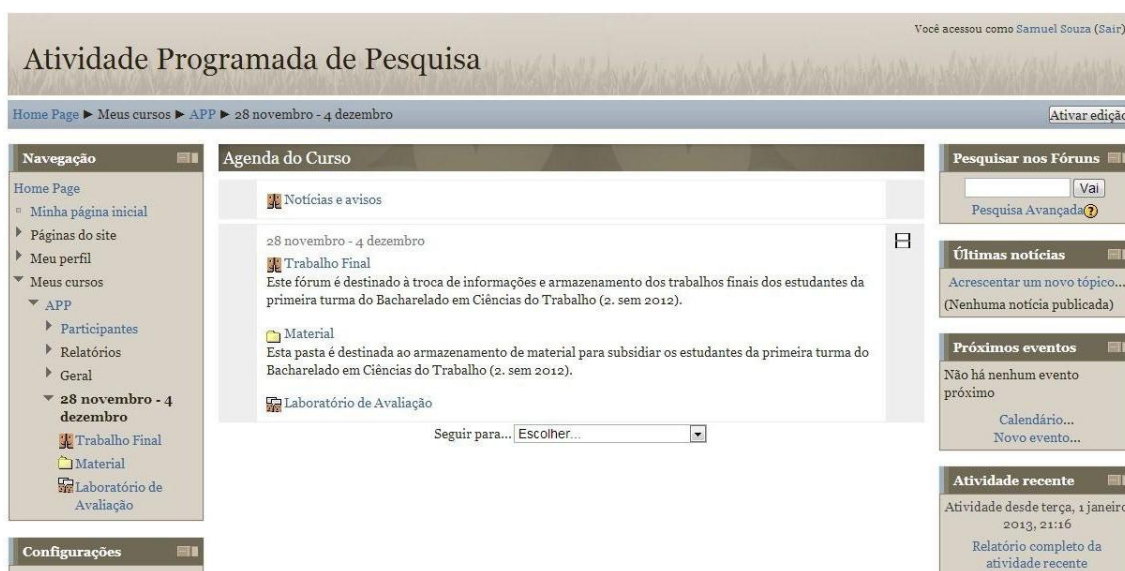 Você acessou como Samuel Souza (Sair)
Atividade Programada de Pesquisa
Home Page ► Meus cursos ► APP ► 28 novembro - 4 dezembro
Ativar edição
Navegação
Home Page
Minha página inicial
Páginas do site
Meu perfil
Meus cursos
APP
Participantes
Relatórios
Geral
28 novembro - 4
dezembro
Trabalho Final
Material
Laboratório de
Avaliação
Configurações
Agenda do Curso
Notícias e avisos
28 novembro - 4 dezembro
Trabalho Final
Este fórum é destinado à troca de informações e armazenamento dos trabalhos finais dos estudantes da
primeira turma do Bacharelado em Ciências do Trabalho (2. sem 2012).
Material
Esta pasta é destinada ao armazenamento de material para subsidiar os estudantes da primeira turma do
Bacharelado em Ciências do Trabalho (2. sem 2012).
Laboratório de Avaliação
Seguir para... Escolher...
Pesquisar nos Fóruns
Vai
Pesquisa Avançada
Últimas notícias
Acrescentar um novo tópico...
(Nenhuma notícia publicada)
Próximos eventos
Não há nenhum evento
próximo
Calendário...
Novo evento...
Atividade recente
Atividade desde terça, 1 janeiro
2013, 21:16
Relatório completo da
atividade recente